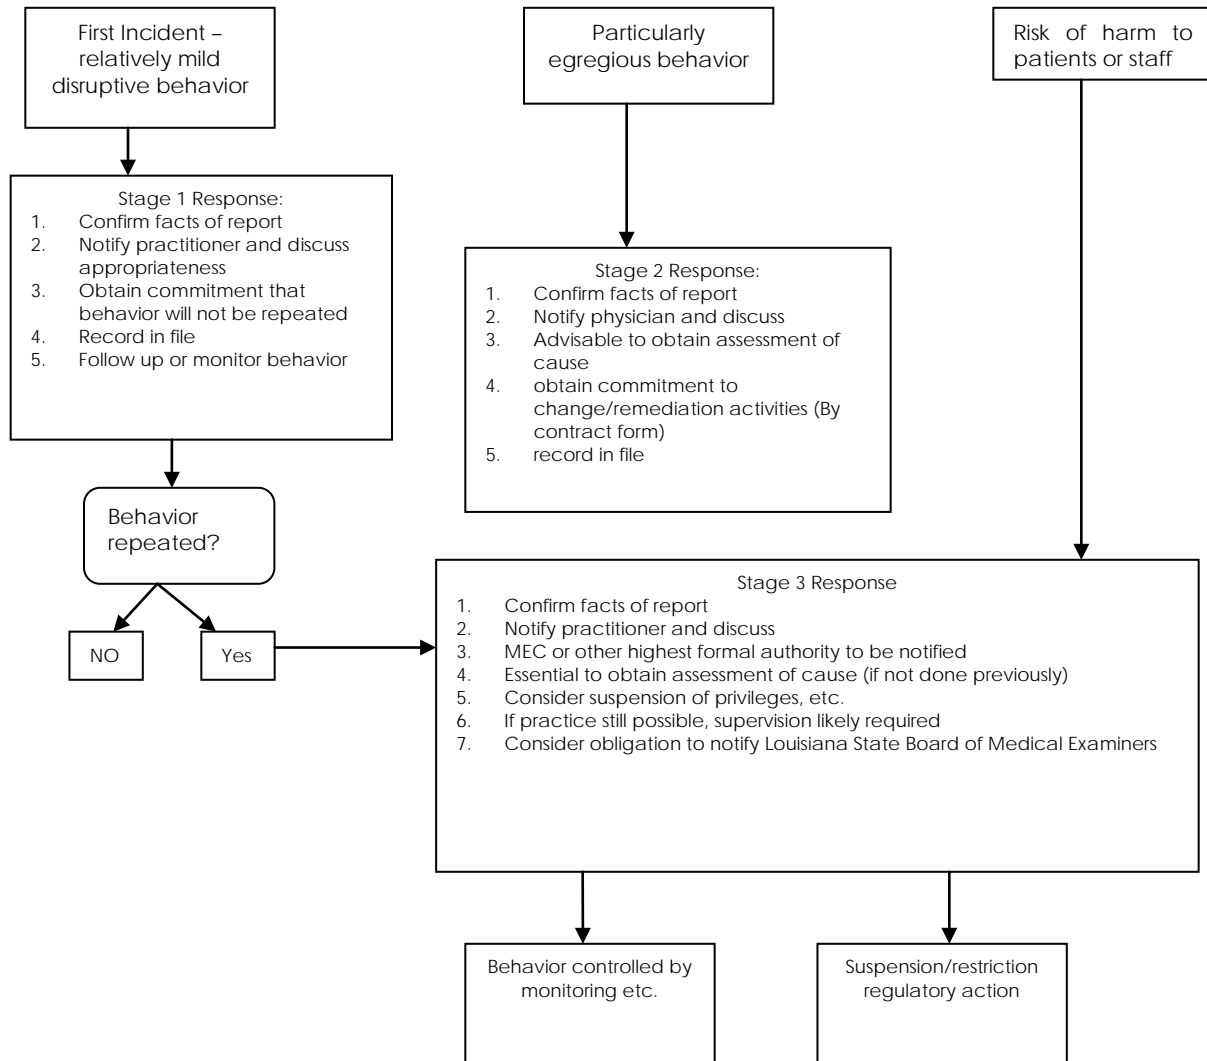 First Incident –
relatively mild
disruptive behavior
Particularly
egregious behavior
Risk of harm to
patients or staff
Stage 1 Response:
1. Confirm facts of report
2. Notify practitioner and discuss
appropriateness
3. Obtain commitment that
behavior will not be repeated
4. Record in file
5. Follow up or monitor behavior
Stage 2 Response:
1. Confirm facts of report
2. Notify physician and discuss
3. Advisable to obtain assessment of
cause
4. obtain commitment to
change/remediation activities (By
contract form)
5. record in file
Behavior
repeated?
NO
Yes
Stage 3 Response
1. Confirm facts of report
2. Notify practitioner and discuss
3. MEC or other highest formal authority to be notified
4. Essential to obtain assessment of cause (if not done previously)
5. Consider suspension of privileges, etc.
6. If practice still possible, supervision likely required
7. Consider obligation to notify Louisiana State Board of Medical Examiners
Behavior controlled by
monitoring etc.
Suspension/restriction
regulatory action